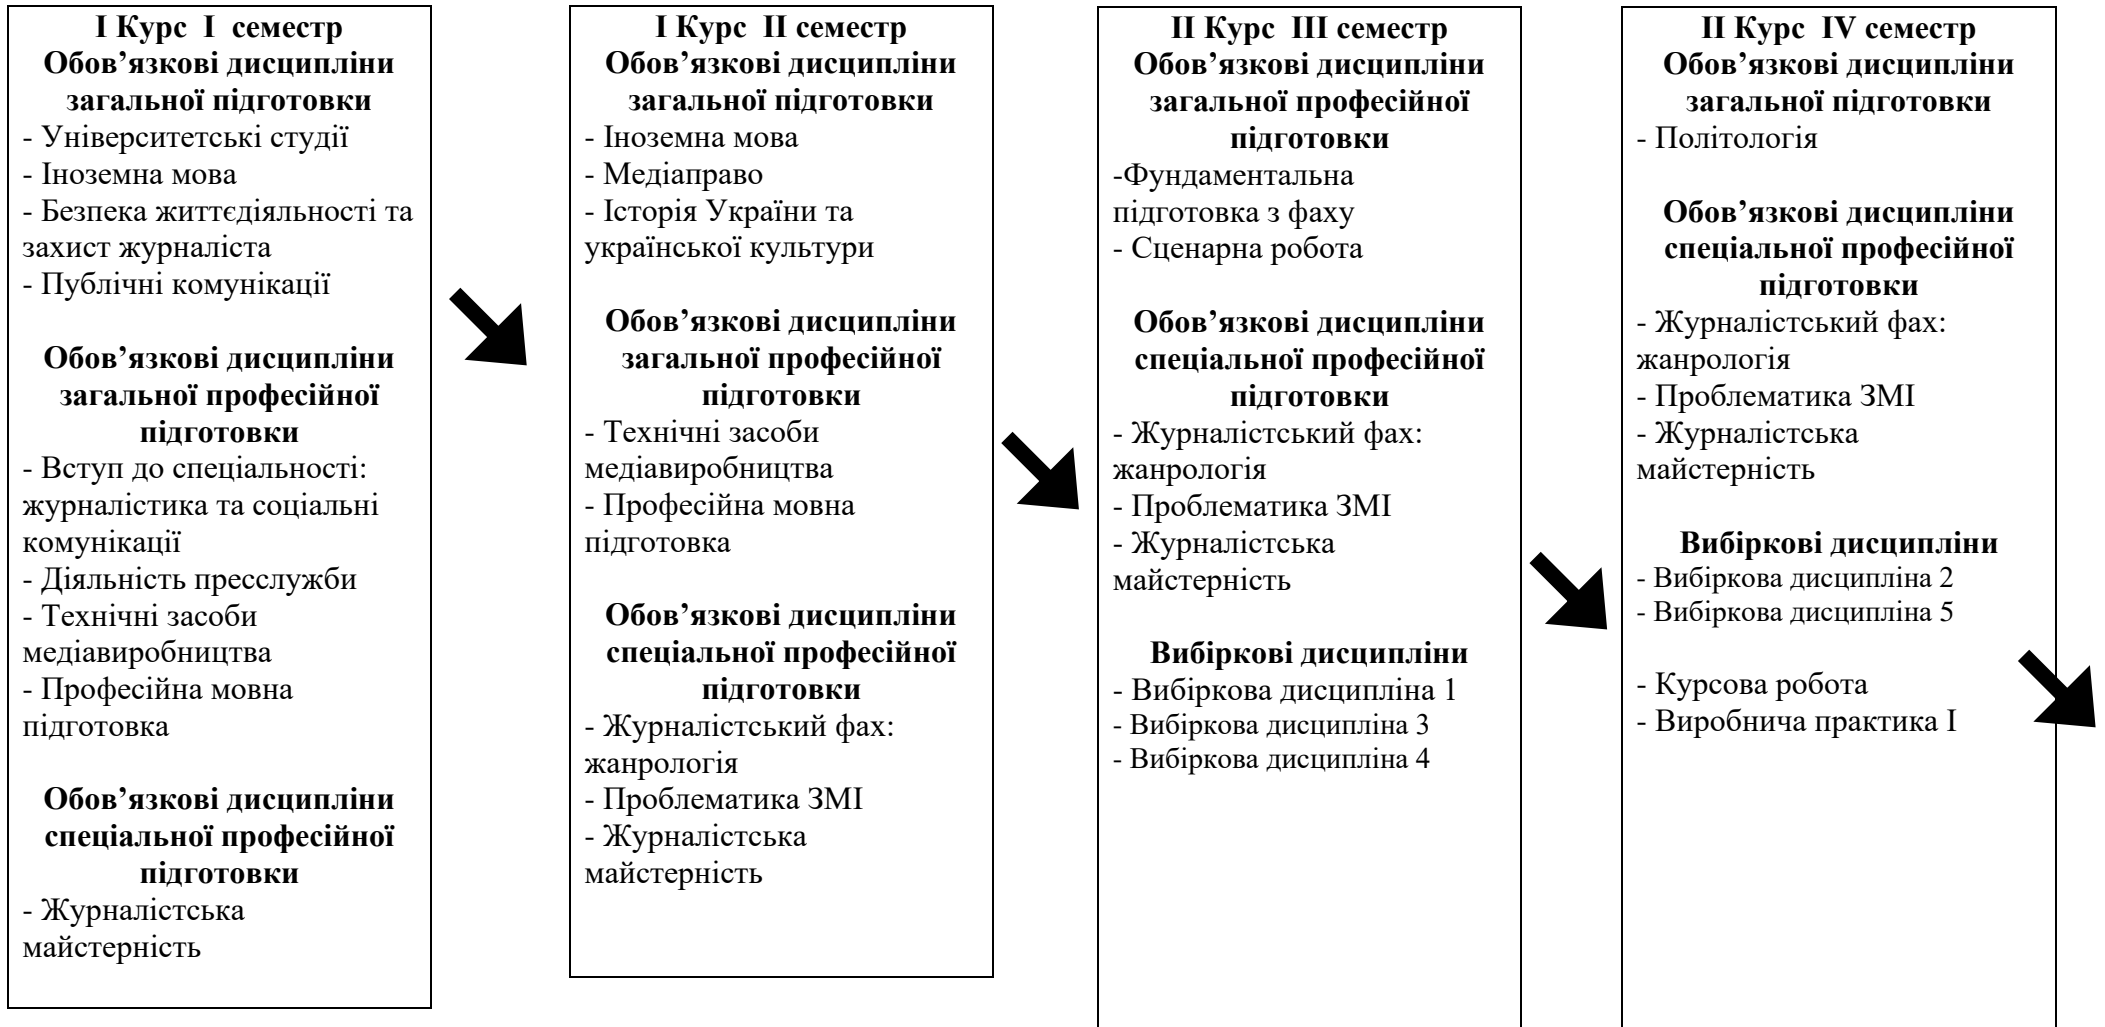 І Курс  І  семестр
Обов’язкові дисципліни
загальної підготовки
- Університетські студії
- Іноземна мова
- Безпека життєдіяльності та
захист журналіста
- Публічні комунікації
Обов’язкові дисципліни
загальної професійної
підготовки
- Вступ до спеціальності:
журналістика та соціальні
комунікації
- Діяльність пресслужби
- Технічні засоби
медіавиробництва
- Професійна мовна
підготовка
Обов’язкові дисципліни
спеціальної професійної
підготовки
- Журналістська
майстерність
І Курс  ІІ семестр
Обов’язкові дисципліни
загальної підготовки
- Іноземна мова
- Медіаправо
- Історія України та
української культури
Обов’язкові дисципліни
загальної професійної
підготовки
- Технічні засоби
медіавиробництва
- Професійна мовна
підготовка
Обов’язкові дисципліни
спеціальної професійної
підготовки
- Журналістський фах:
жанрологія
- Проблематика ЗМІ
- Журналістська
майстерність
ІІ Курс  ІІІ семестр
Обов’язкові дисципліни
загальної професійної
підготовки
-Фундаментальна
підготовка з фаху
- Сценарна робота
Обов’язкові дисципліни
спеціальної професійної
підготовки
- Журналістський фах:
жанрологія
- Проблематика ЗМІ
- Журналістська
майстерність
Вибіркові дисципліни
- Вибіркова дисципліна 1
- Вибіркова дисципліна 3
- Вибіркова дисципліна 4
ІІ Курс  IV семестр
Обов’язкові дисципліни
загальної підготовки
- Політологія
Обов’язкові дисципліни
спеціальної професійної
підготовки
- Журналістський фах:
жанрологія
- Проблематика ЗМІ
- Журналістська
майстерність
Вибіркові дисципліни
- Вибіркова дисципліна 2
- Вибіркова дисципліна 5
- Курсова робота
- Виробнича практика І